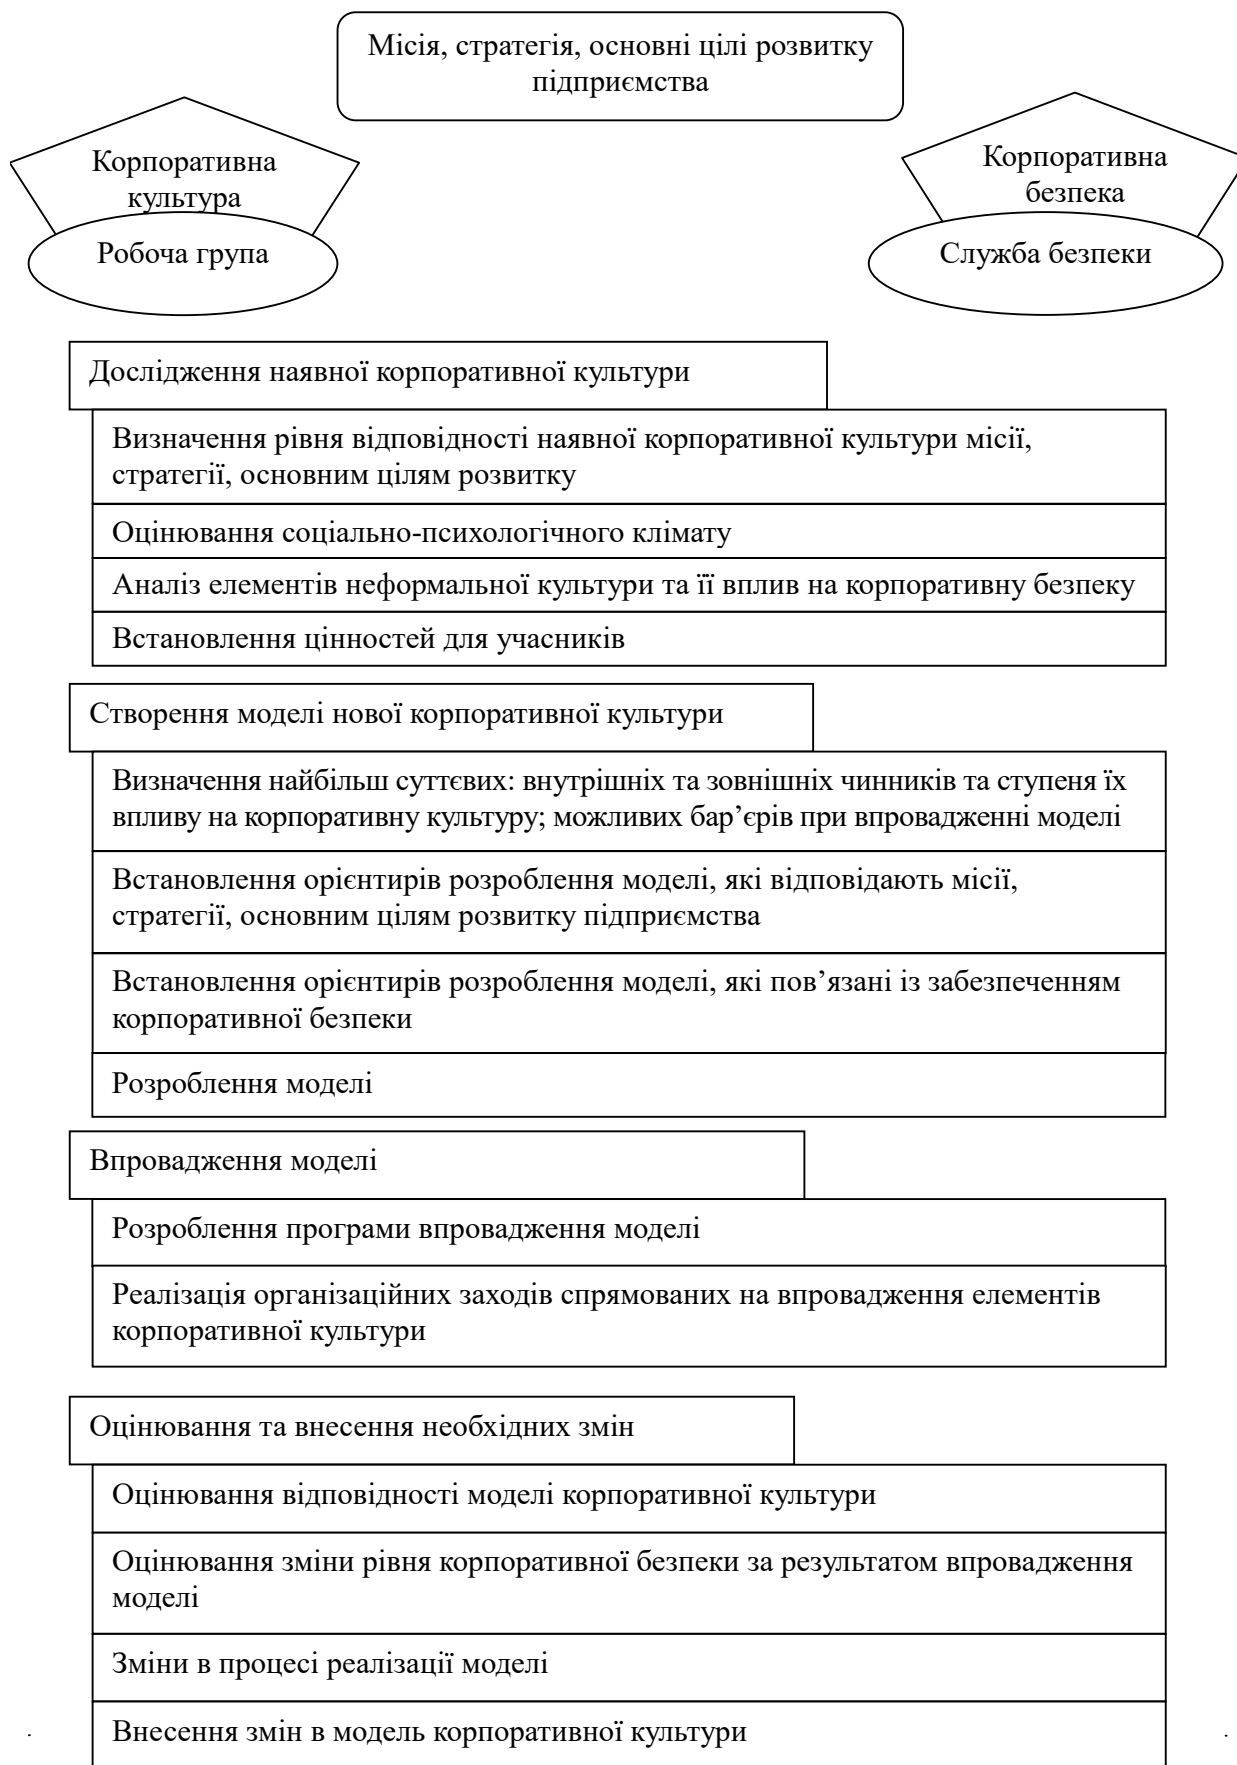 Місія, стратегія, основні цілі розвитку
підприємства
Корпоративна
культура
Робоча група
Корпоративна
безпека
Служба безпеки
Дослідження наявної корпоративної культури
Визначення рівня відповідності наявної корпоративної культури місії,
стратегії, основним цілям розвитку
Оцінювання соціально-психологічного клімату
Аналіз елементів неформальної культури та її вплив на корпоративну безпеку
Встановлення цінностей для учасників
Створення моделі нової корпоративної культури
Визначення найбільш суттєвих: внутрішніх та зовнішніх чинників та ступеня їх
впливу на корпоративну культуру; можливих бар’єрів при впровадженні моделі
Встановлення орієнтирів розроблення моделі, які відповідають місії,
стратегії, основним цілям розвитку підприємства
Встановлення орієнтирів розроблення моделі, які пов’язані із забезпеченням
корпоративної безпеки
Розроблення моделі
Впровадження моделі
Розроблення програми впровадження моделі
Реалізація організаційних заходів спрямованих на впровадження елементів
корпоративної культури
Оцінювання та внесення необхідних змін
Оцінювання відповідності моделі корпоративної культури
Оцінювання зміни рівня корпоративної безпеки за результатом впровадження
моделі
Зміни в процесі реалізації моделі
Внесення змін в модель корпоративної культури